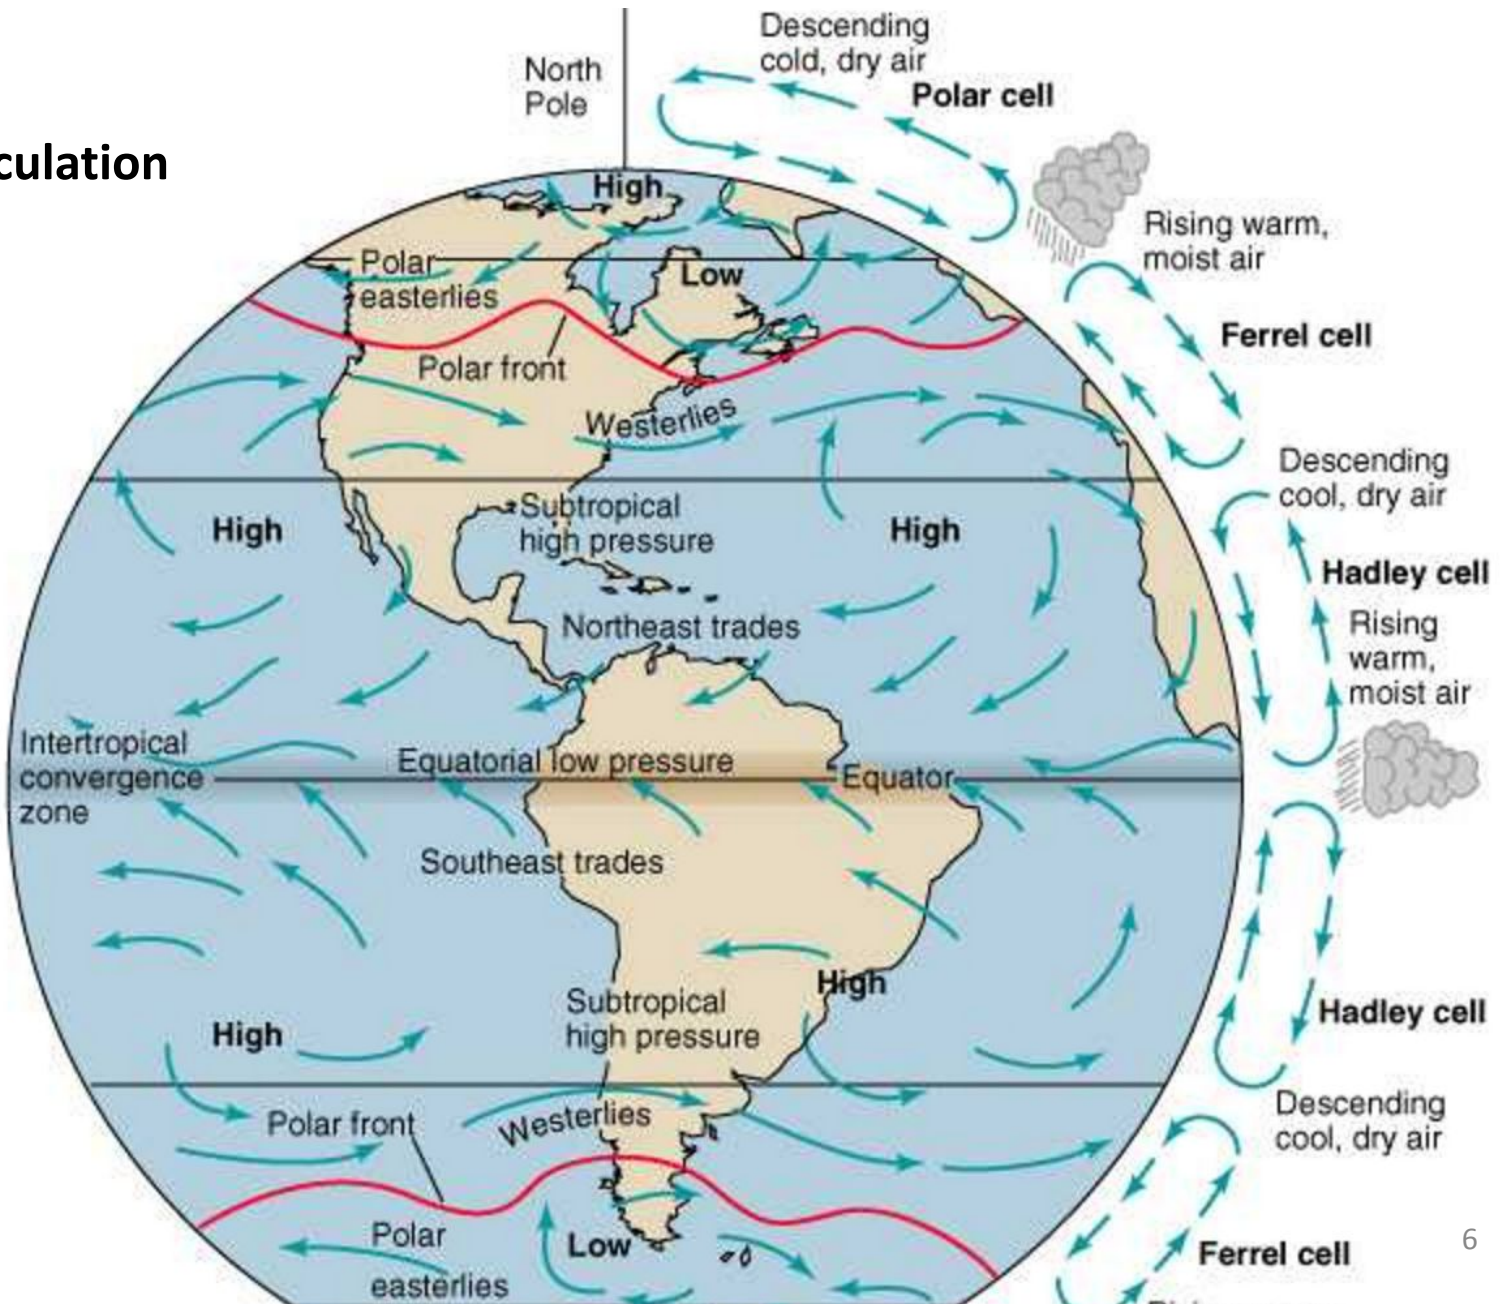 culation
North
Pole
Descending
cold, dry air
Polar cell
High
Rising warm,
moist air
Polar
easterlies
Low
Ferrel cell
Polar front
Westerlies
Descending
cool, dry air
High
Subtropical
high pressure
High
Hadley cell
Northeast trades
Rising
warm,
moist air
Intertropical
convergence
zone
Equatorial low pressure
Equator
Southeast trades
High
Subtropical
high pressure
High
Hadley cell
Descending
cool, dry air
Polar front
Westerlies
Polar
easterlies
Low
Ferrel cell
6